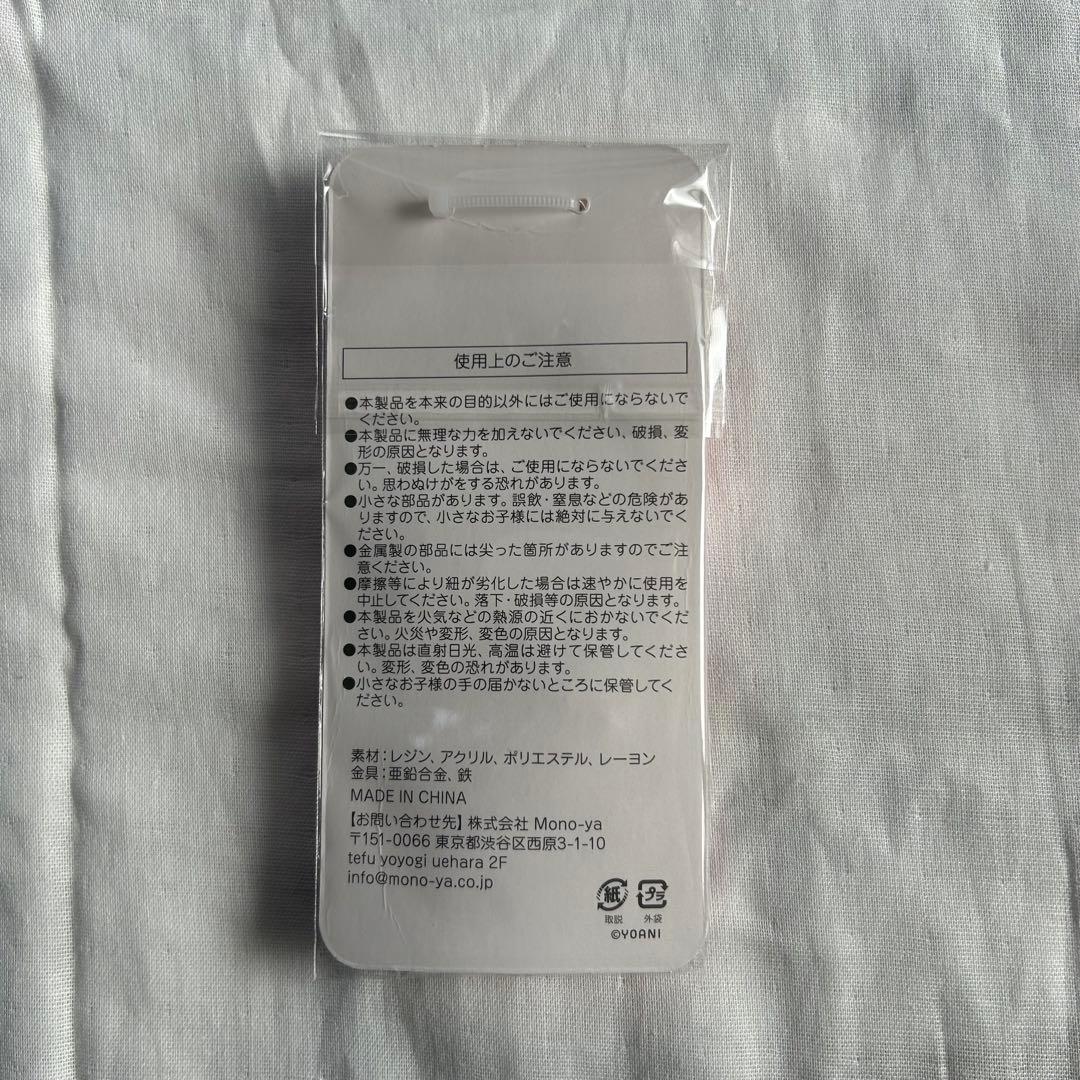 使用上のご注意
●本製品を本来の目的以外にはご使用にならないで
ください。
●本製品に無理な力を加えないでください、破損、変
形の原因となります。
●万一、破損した場合は、ご使用にならないでくださ
い。思わぬけがをする恐れがあります。
●小さな部品があります。誤飲・窒息などの危険があ
りますので、小さなお子様には絶対に与えないでく
ださい。
●金属製の部品には尖った箇所がありますのでご注
意ください。
●摩擦等により紐が劣化した場合は速やかに使用を
中止してください。落下・破損等の原因となります。
●本製品を火気などの熱源の近くにおかないでくだ
さい。火災や変形、変色の原因となります。
●本製品は直射日光、高温は避けて保管してくださ
い。変形、変色の恐れがあります。
●小さなお子様の手の届かないところに保管してく
ださい。
素材：レジン、アクリル、ポリエステル、レーヨン
金具：亜鉛合金、鉄
MADE IN CHINA
【お問い合わせ先】株式会社 Mono-ya
〒151-0066 東京都渋谷区西原3-1-10
tefu yoyogi uehara 2F
info@mono-ya.co.jp
紙 プラ
取説 外袋
©YOANI